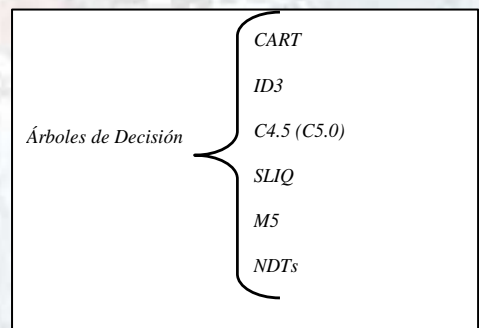 CART
ID3
Árboles de Decisión
C4.5 (C5.0)
SLIQ
M5
NDTs